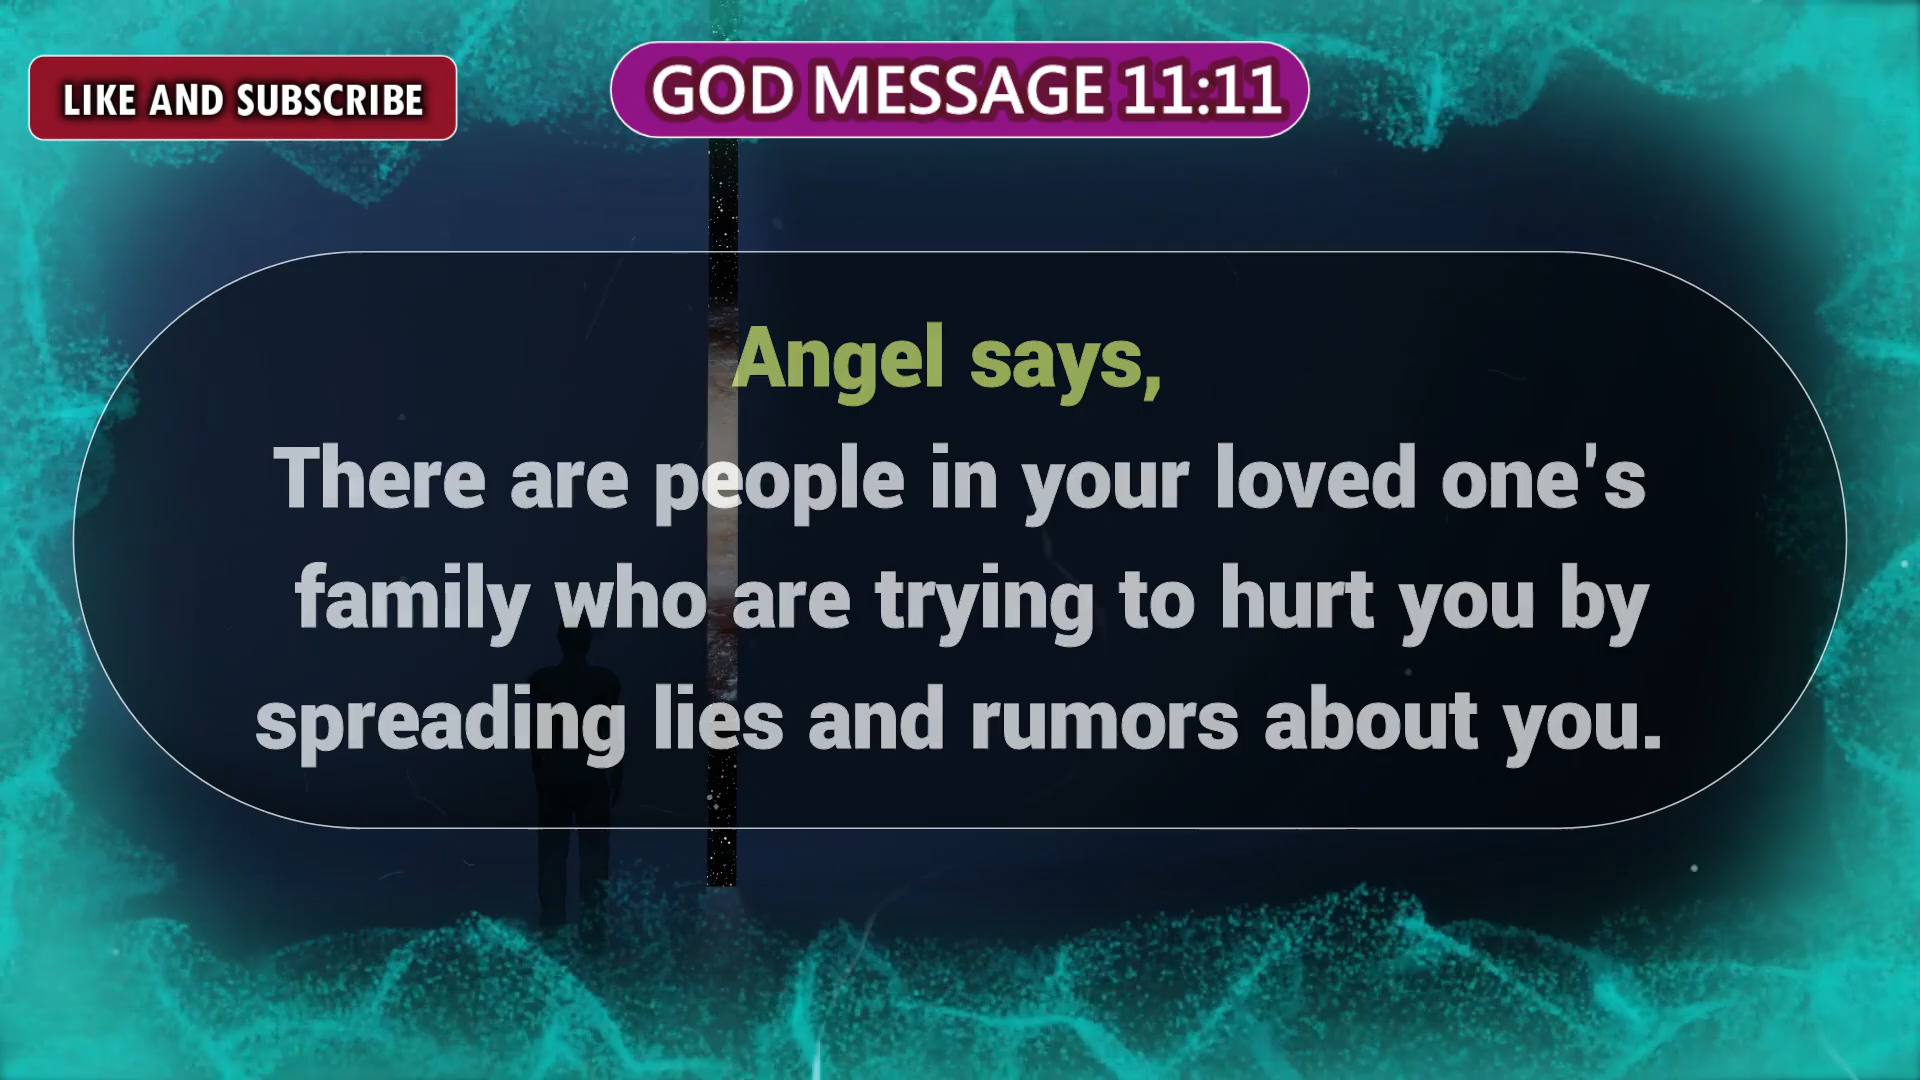 LIKE AND SUBSCRIBE
GOD MESSAGE 11:11
Angel says,
There are people in your loved one's
family who are trying to hurt you by
spreading lies and rumors about you.